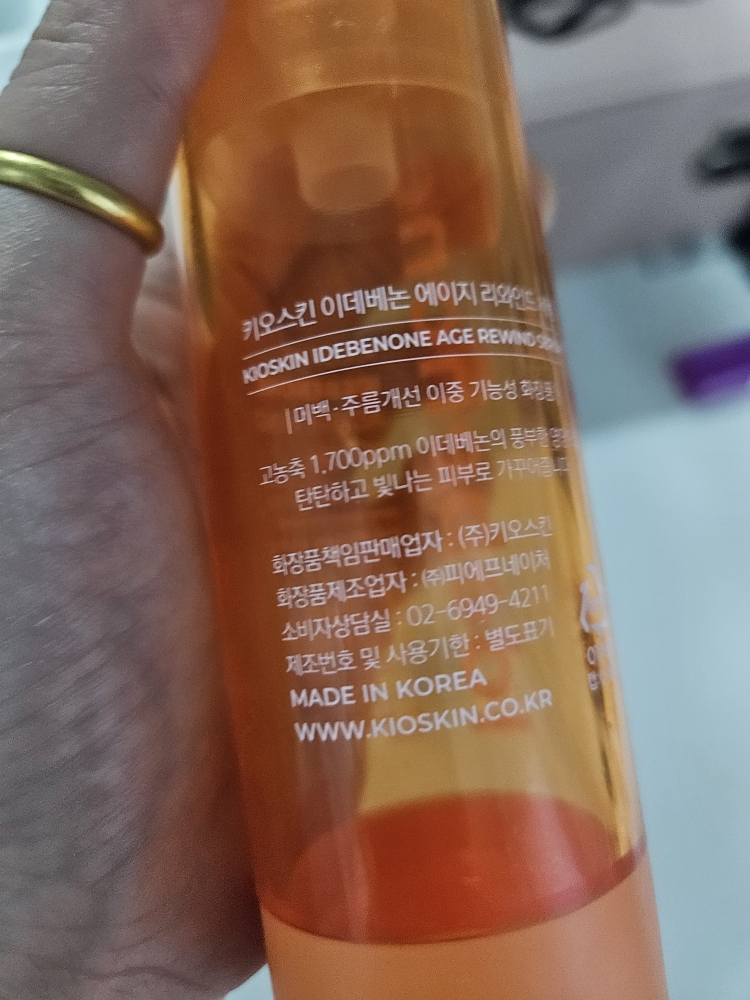 키오스킨 이데베논 에이지 리와인드
KIOSKIN IDEBENONE AGE REWIND
미백·주름개선 이중 기능성 화장품
고농축 1,700ppm 이데베논의 풍부한
탄탄하고 빛나는 피부로
화장품책임판매업자 : (주)키오스킨
화장품제조업자 : ㈜피에프네이처
소비자상담실 : 02-6949-4211
제조번호 및 사용기한 : 별도표기
MADE IN KOREA
WWW.KIOSKIN.CO.KR